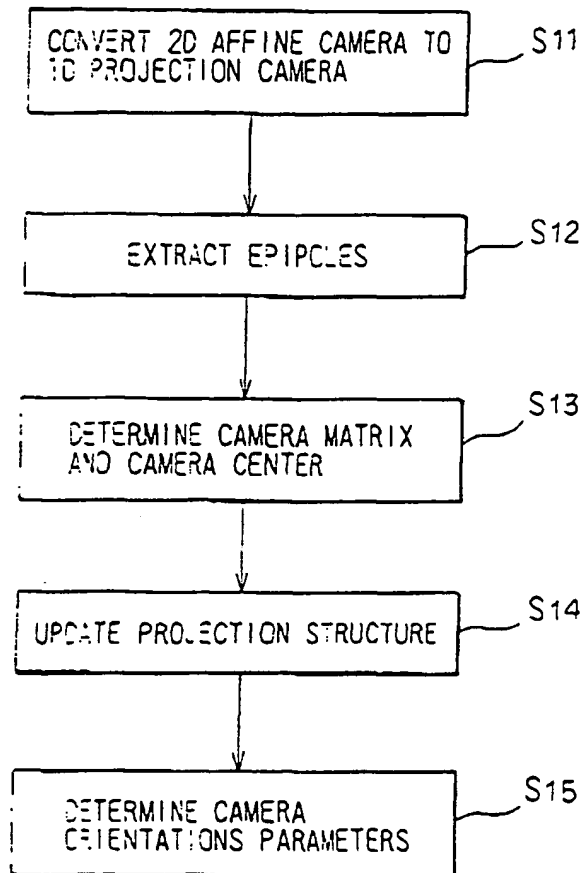 CONVERT 2D AFFINE CAMERA TO
1D PROJECTION CAMERA
S11
EXTRACT EPIPOLES
S12
DETERMINE CAMERA MATRIX
AND CAMERA CENTER
S13
UPDATE PROJECTION STRUCTURE
S14
DETERMINE CAMERA
ORIENTATIONS PARAMETERS
S15